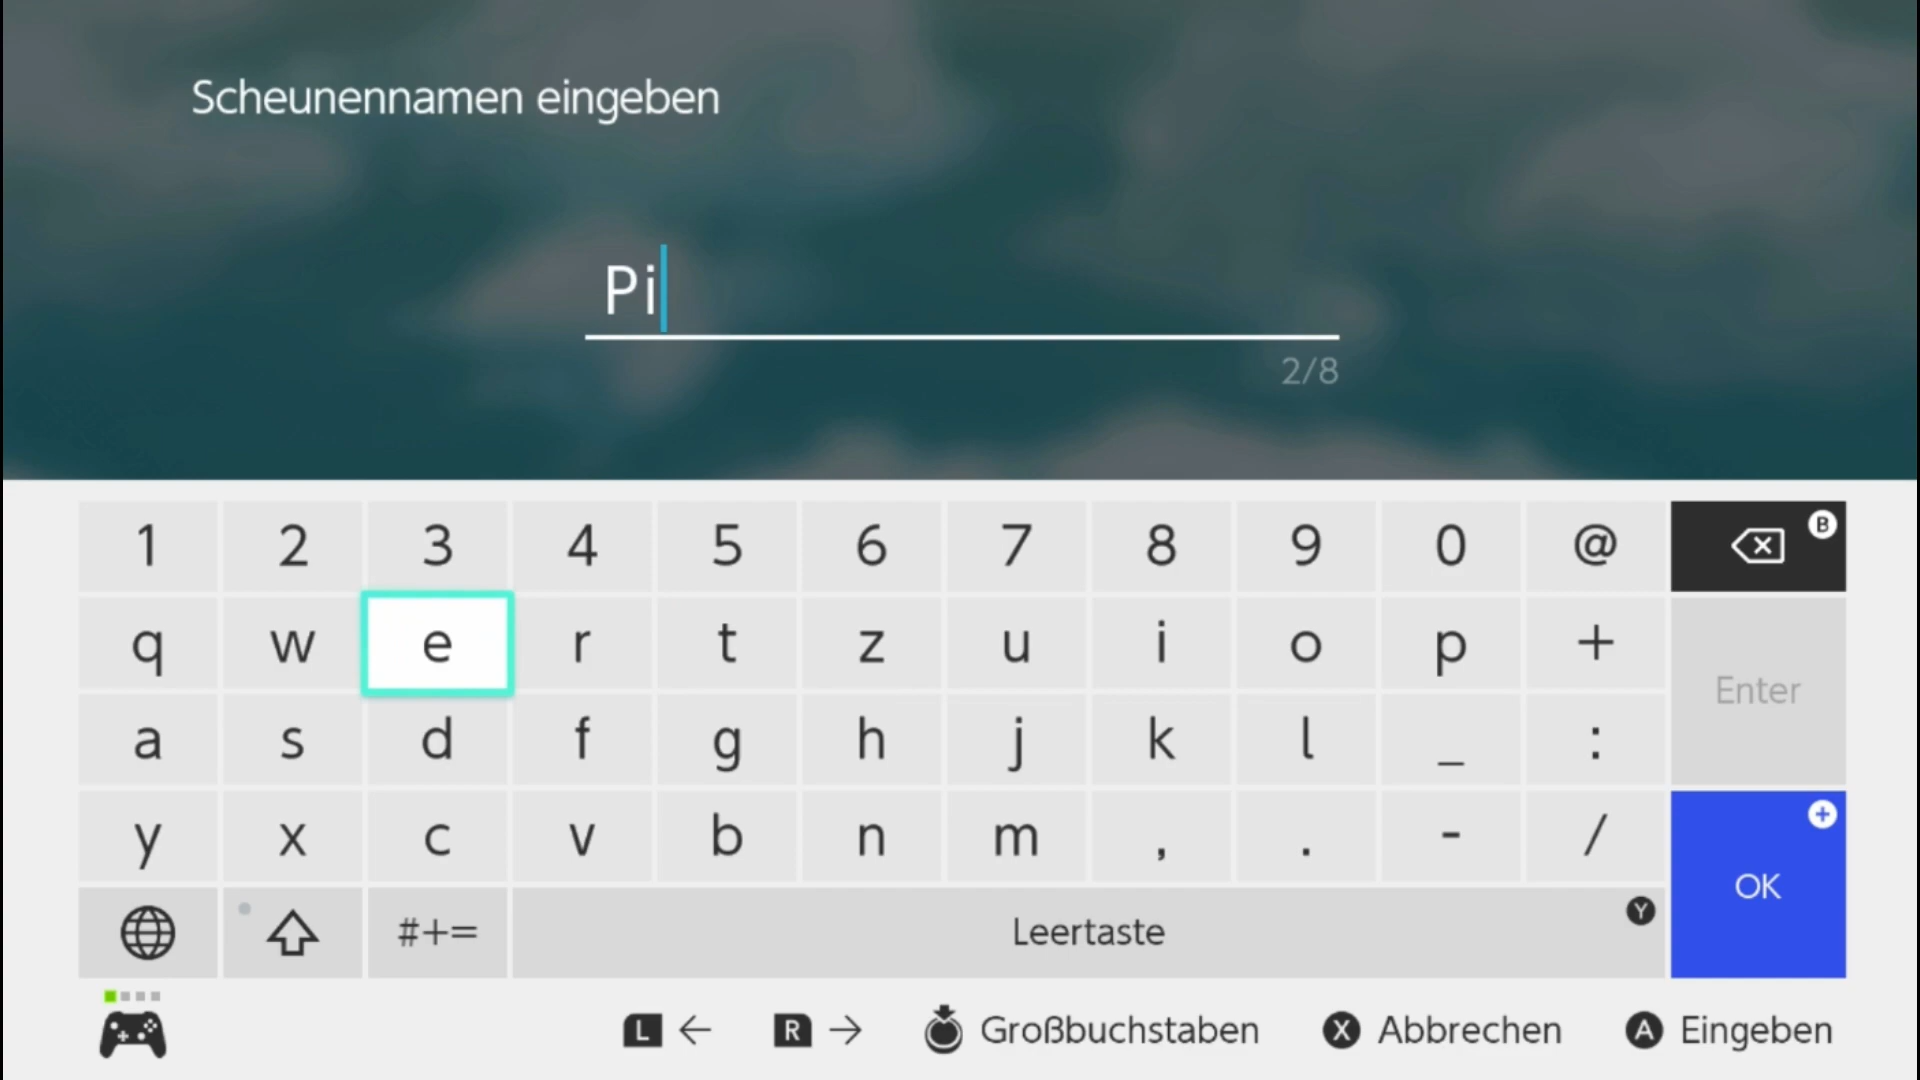 Scheunennamen eingeben
Pi
2/8
1 2 3 4 5 6 7 8 9 0 @ B
q w e r t z u i o p + Enter
a s d f g h j k l _ :
y x c v b n m , . - /
#+= Leertaste Y OK +
L ← R → Großbuchstaben X Abbrechen A Eingeben